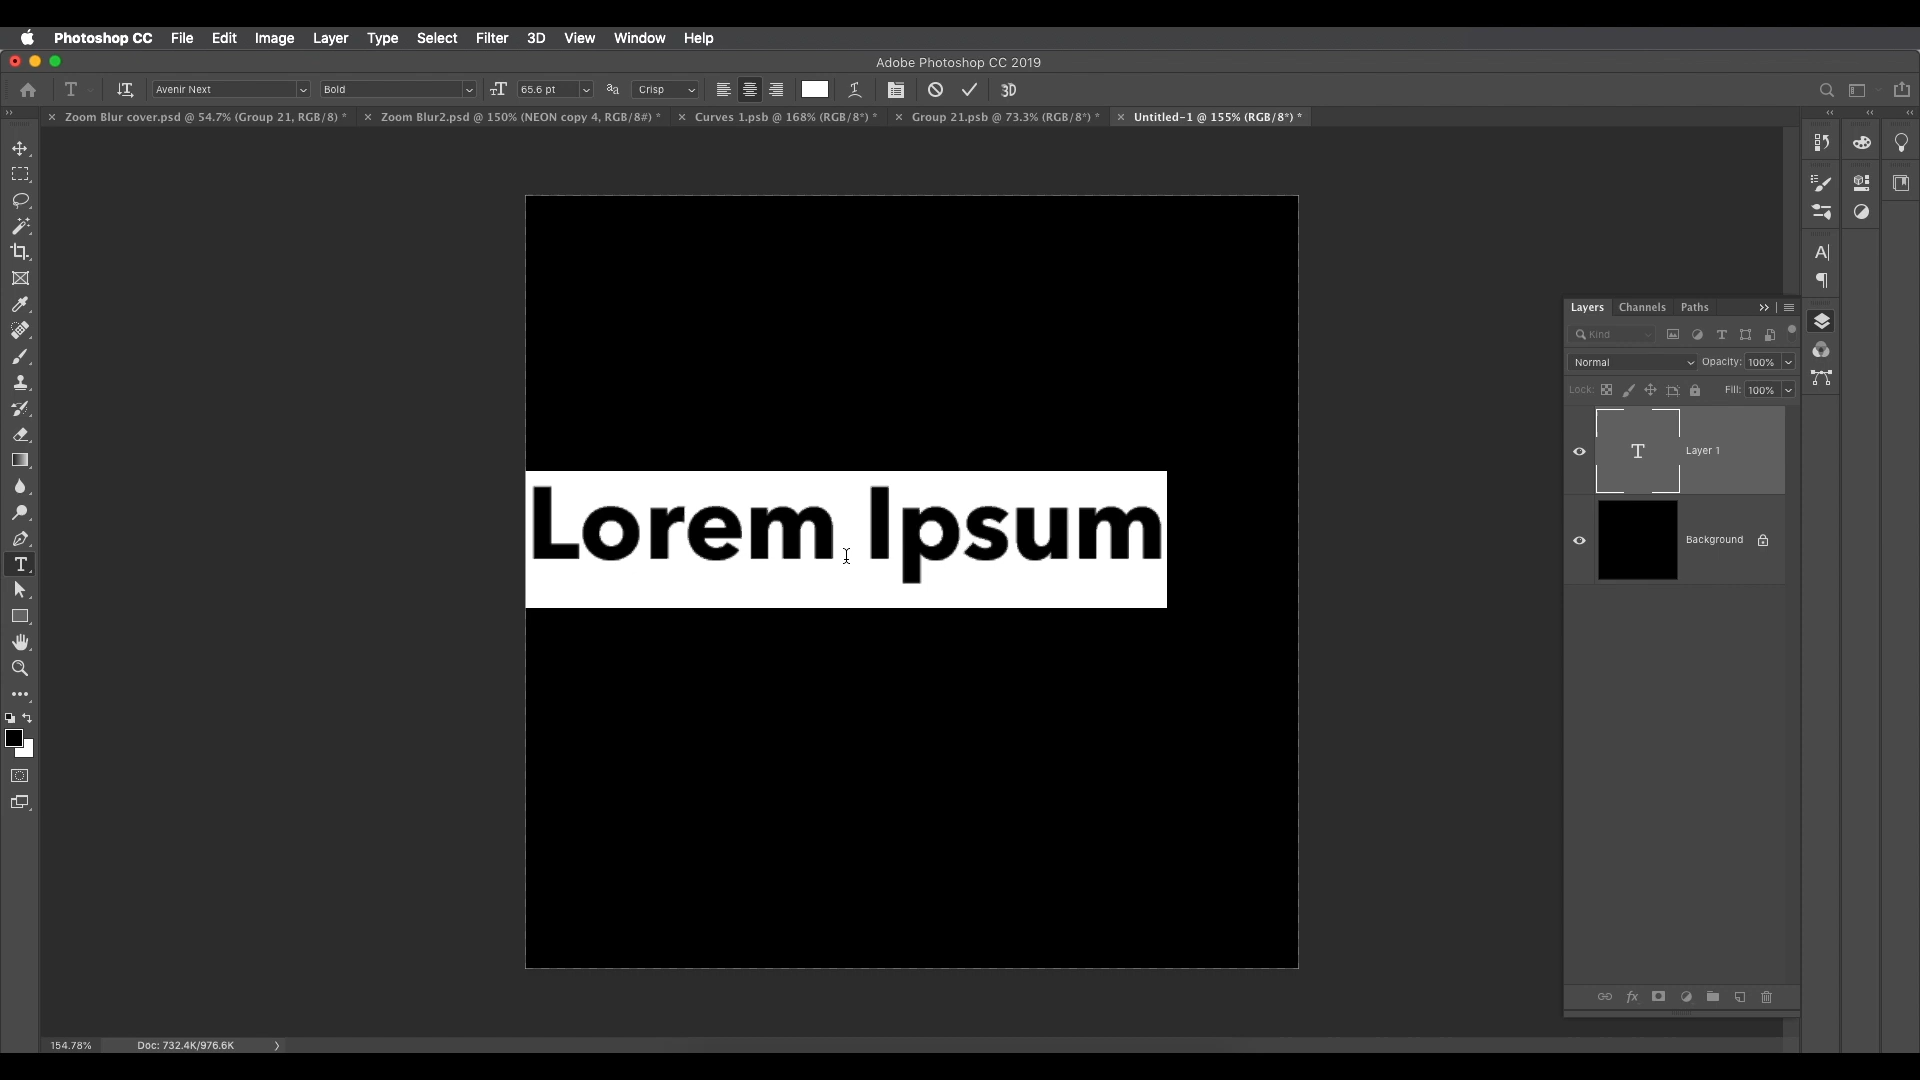 Photoshop CC File Edit Image Layer Type Select Filter 3D View Window Help
Adobe Photoshop CC 2019
Avenir Next Bold 65.6 pt Crisp 3D
Zoom Blur cover.psd @ 54.7% (Group 21, RGB/8) * Zoom Blur2.psd @ 150% (NEON copy 4, RGB/8#) * Curves 1.psb @ 168% (RGB/8*) * Group 21.psb @ 73.3% (RGB/8*) * Untitled-1 @ 155% (RGB/8*) *
Layers Channels Paths
Kind
Normal Opacity: 100%
Lock: Fill: 100%
T Layer 1
Lorem Ipsum
Background
fx
154.78% Doc: 732.4K/976.6K